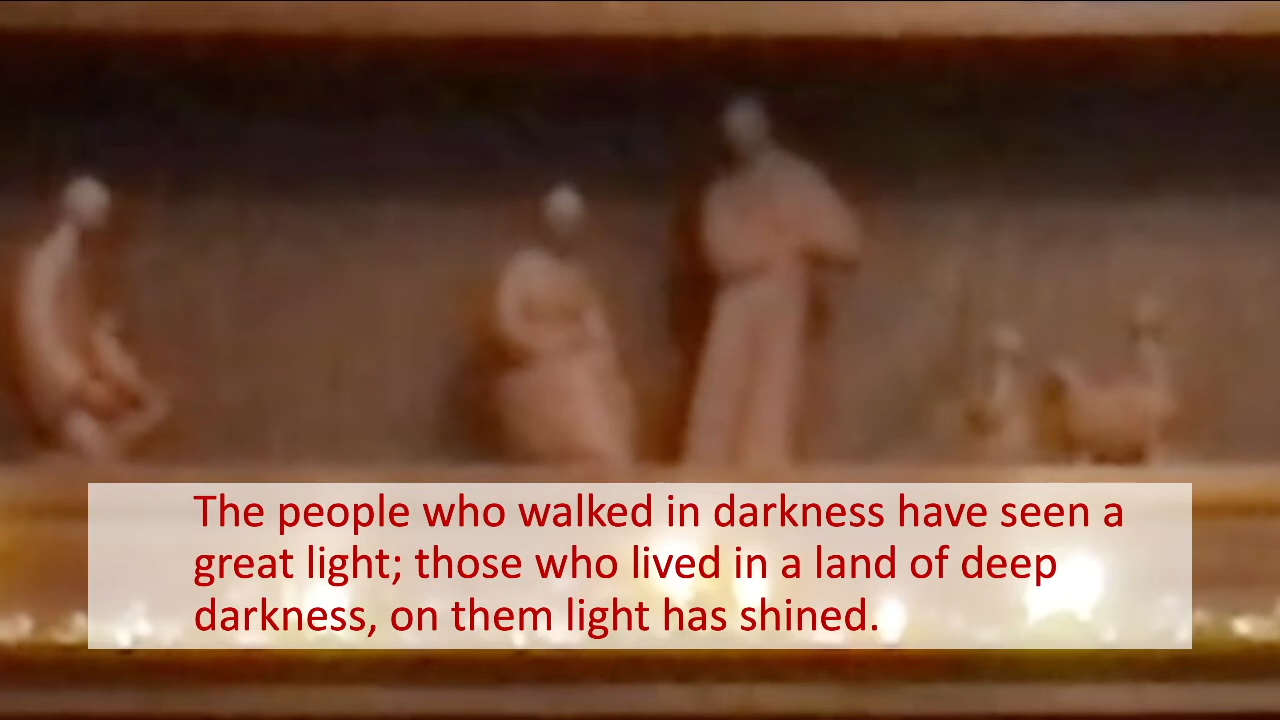 The people who walked in darkness have seen a
great light; those who lived in a land of deep
darkness, on them light has shined.